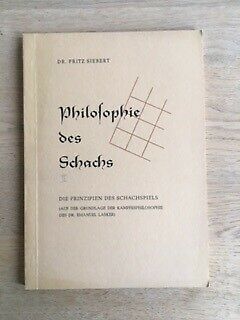 DR. FRITZ SIEBERT
Philosophie
des
Schachs
I
DIE PRINZIPIEN DES SCHACHSPIELS
(AUF DER GRUNDLAGE DER KAMPFESPHILOSOPHIE
DES DR. EMANUEL LASKER)